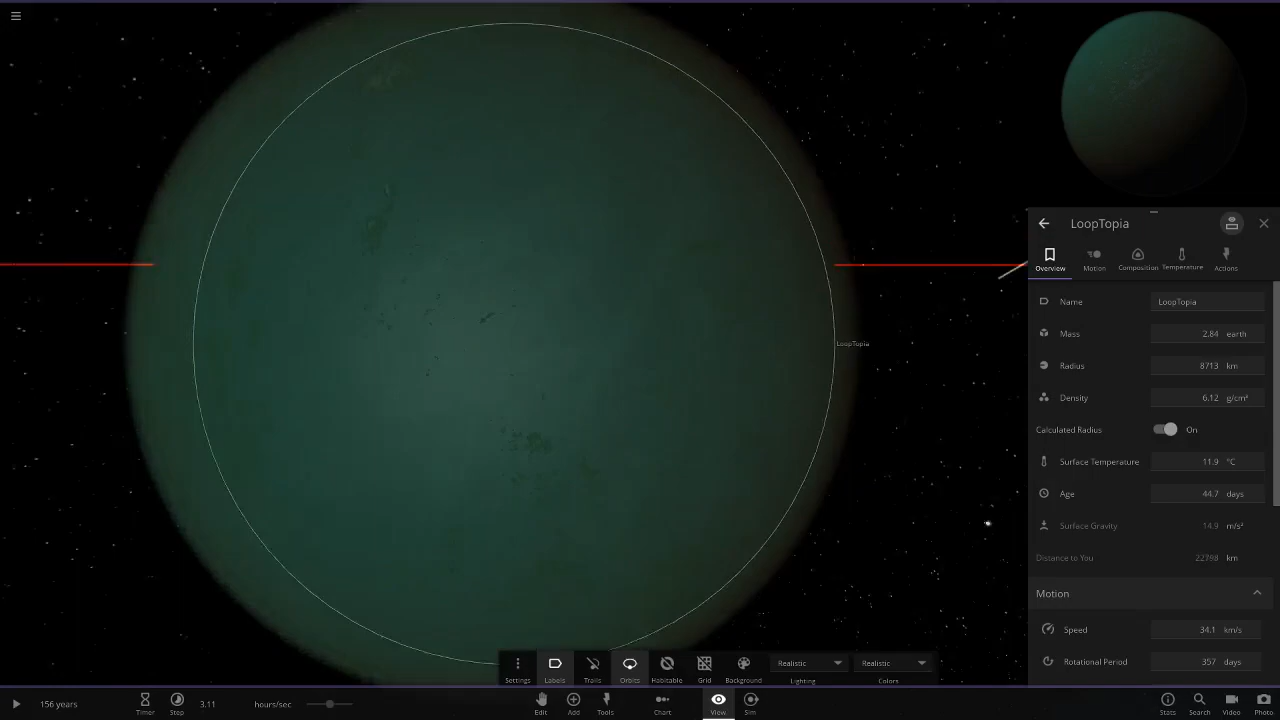 LoopTopia
Overview
Motion
Composition
Temperature
Actions
Name LoopTopia
Mass 2.84 earth
Radius 8713 km
LoopTopia
Density 6.12 g/cm³
Calculated Radius On
Surface Temperature 11.9 °C
Age 44.7 days
Surface Gravity 14.9 m/s²
Distance to You 22798 km
Motion
Speed 34.1 km/s
Rotational Period 357 days
Settings
Labels
Trails
Orbits
Habitable
Grid
Background
Realistic
Lighting
Realistic
Colors
156 years
Timer
Step
3.11 hours/sec
Edit
Add
Tools
Chart
View
Sim
Stats
Search
Video
Photo